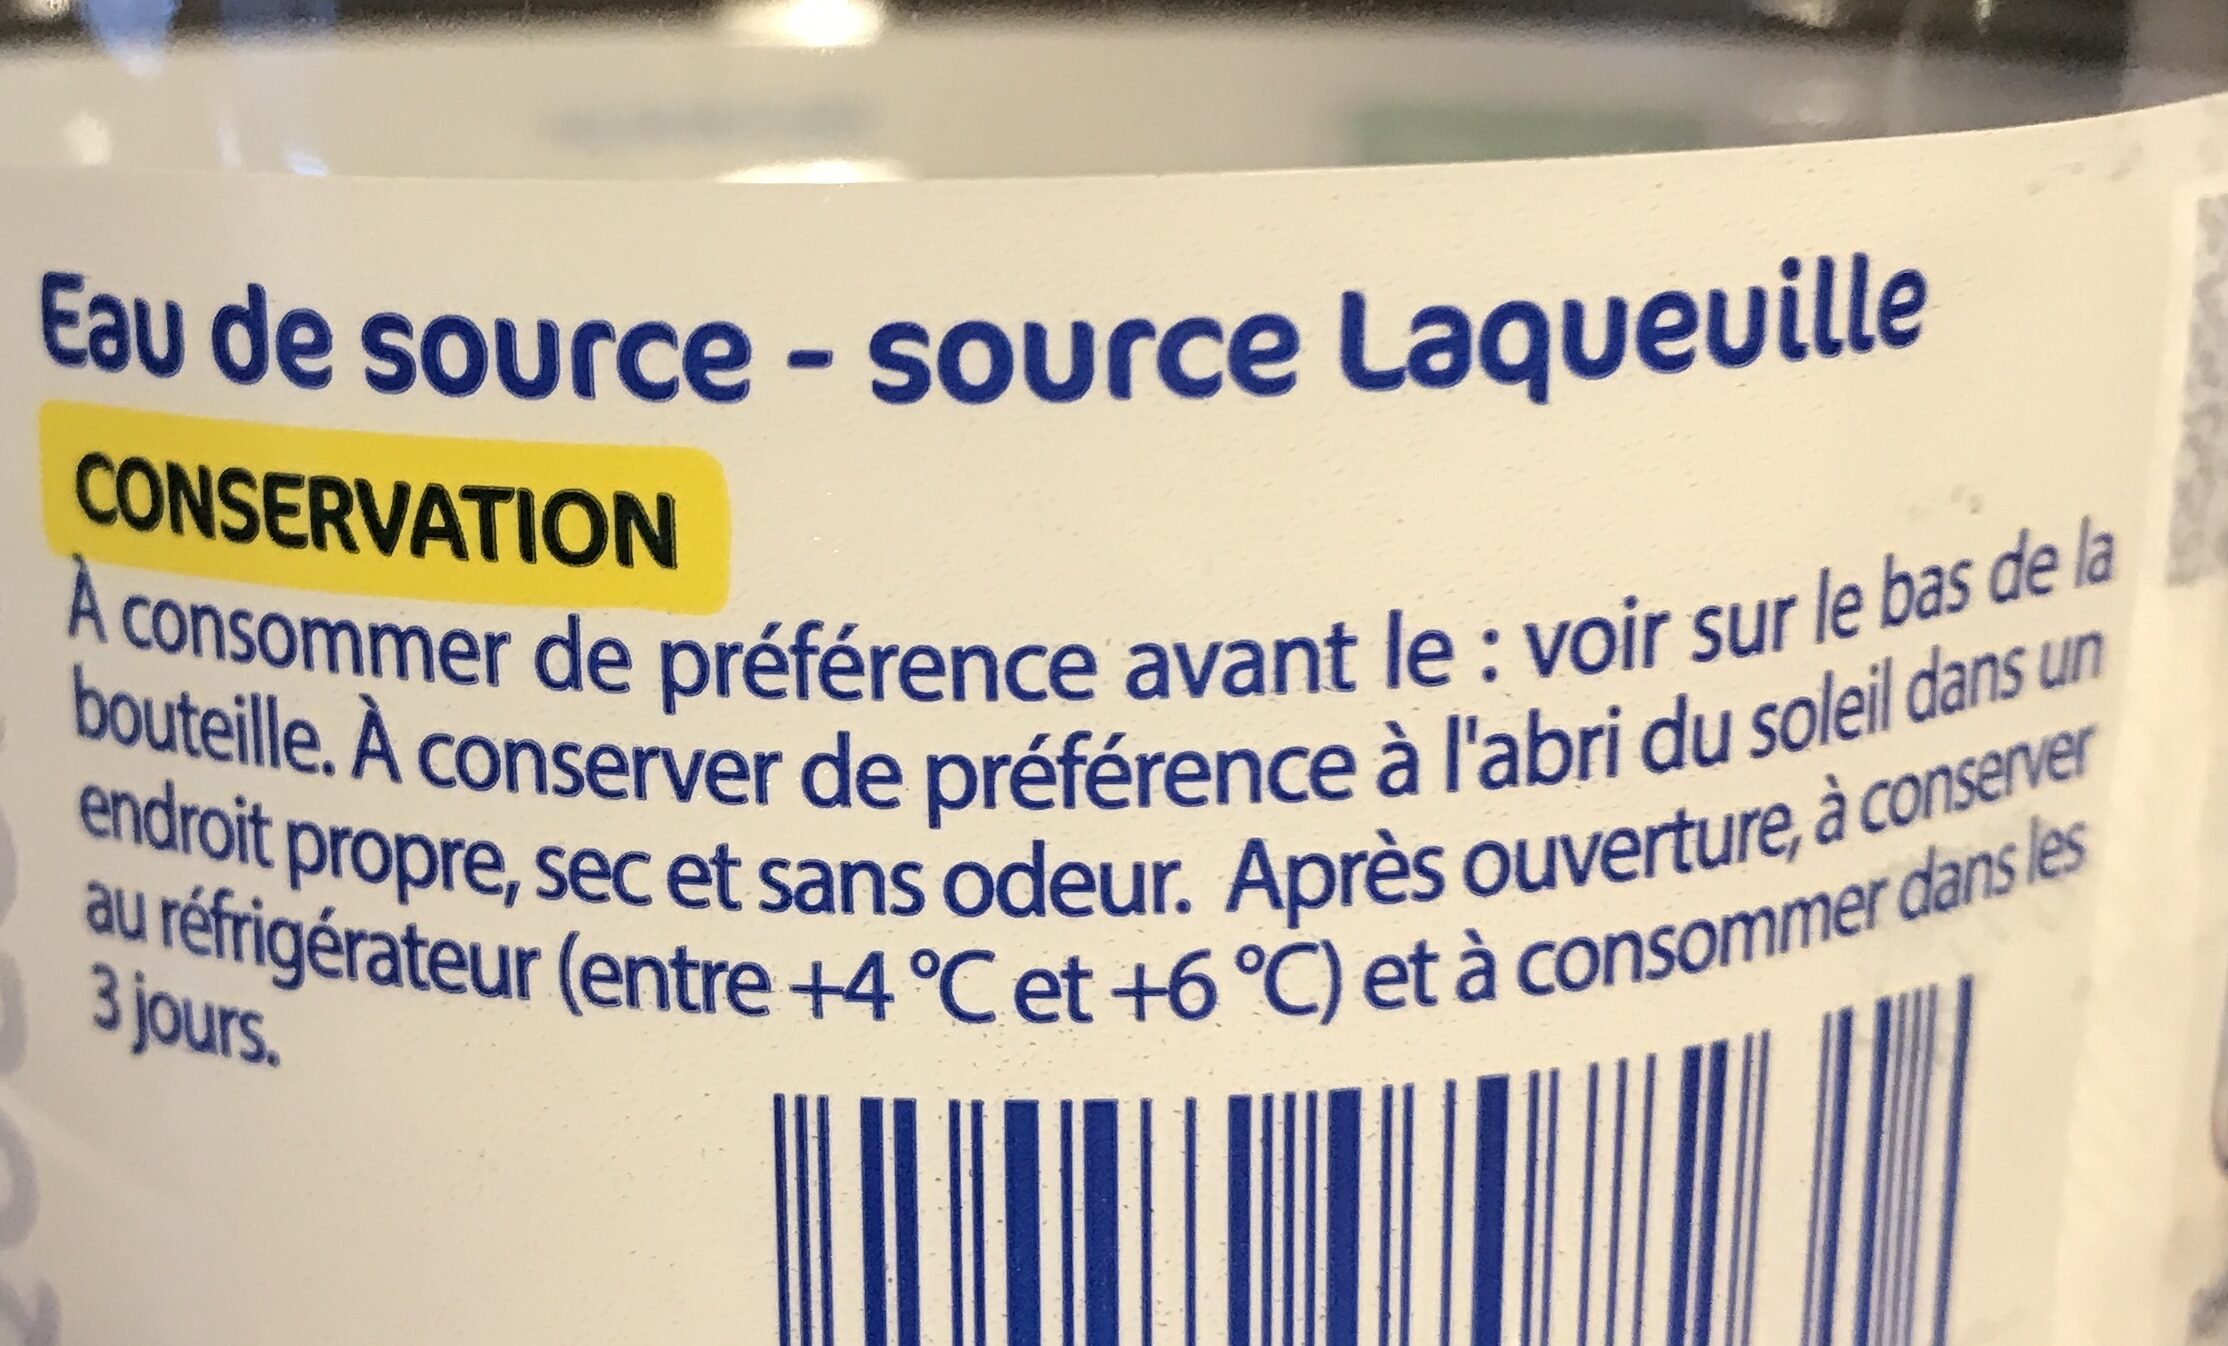 Eau de source - source Laqueuille
CONSERVATION
À consommer de préférence avant le : voir sur le bas de la
bouteille. À conserver de préférence à l'abri du soleil dans un
endroit propre, sec et sans odeur. Après ouverture, à conserver
au réfrigérateur (entre +4 °C et +6 °C) et à consommer dans les
3 jours.